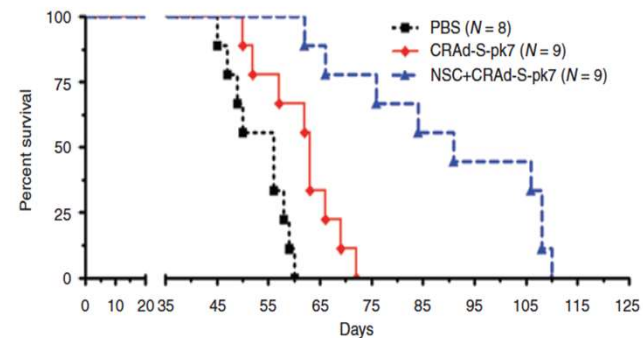 100
75
50
25
0
Percent survival
PBS (N = 8)
CRAd-S-pk7 (N = 9)
NSC+CRAd-S-pk7 (N = 9)
0 10 20 35 45 55 65 75 85 95 105 115 125
Days